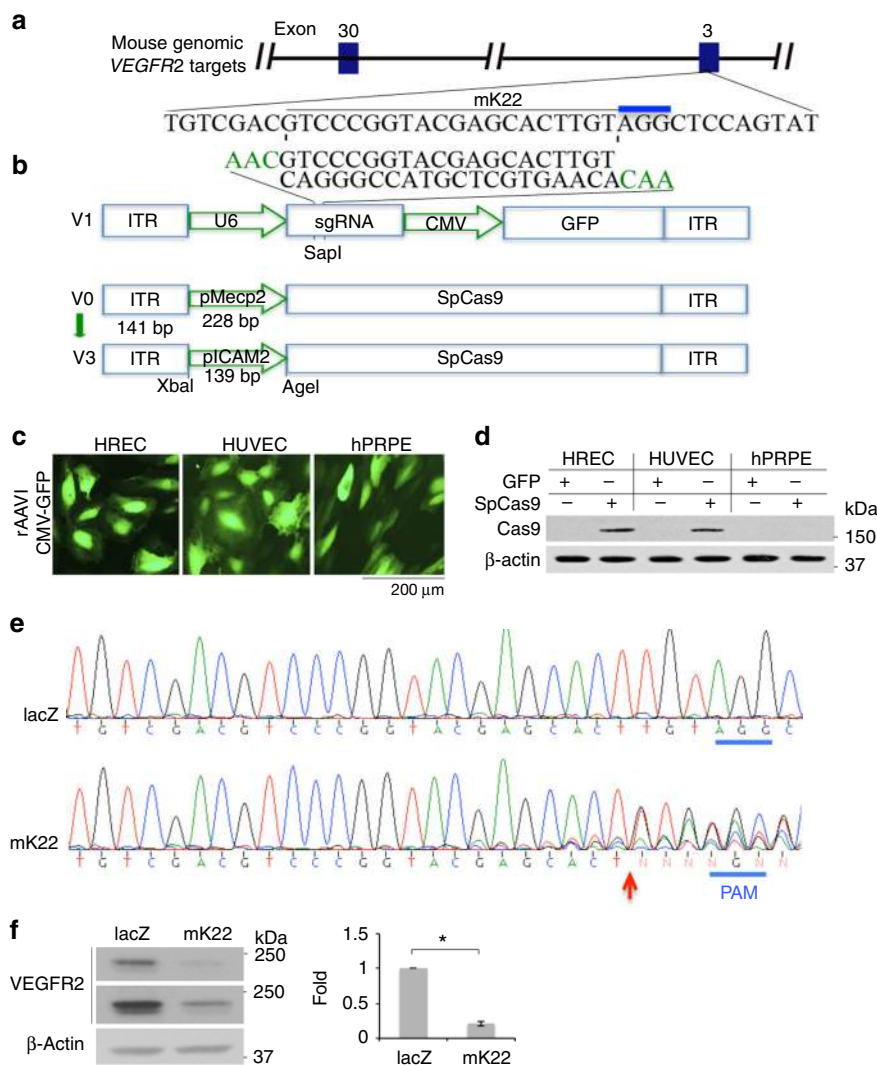 a
Exon 30 3
Mouse genomic
VEGFR2 targets
mK22
TGTCGACGTCCCGGTACGAGCACTTGTAGGCTCCAGTAT
AACGTCCCGGTACGAGCACTTGT
CAGGGCCATGCTCGTGAACACAA
b
V1 ITR U6 sgRNA CMV GFP ITR
SapI
V0 ITR pMecp2 SpCas9 ITR
141 bp 228 bp
V3 ITR pICAM2 SpCas9 ITR
139 bp
XbaI AgeI
c
HREC HUVEC hPRPE
rAAVI
CMV-GFP
200 µm
d
HREC HUVEC hPRPE
GFP + – + – + –
SpCas9 – + – + – + kDa
Cas9 150
β-actin 37
e
lacZ
T G T C G A C G T C C C G G T A C G A G C A C T T G T A G G C
mK22
T G T C G A C G T C C C G G T A C G A G C A C T N N N N G N N
PAM
f
lacZ mK22 kDa
VEGFR2 250
250
β-Actin
37
Fold
1.5
*
1
0.5
0
lacZ mK22